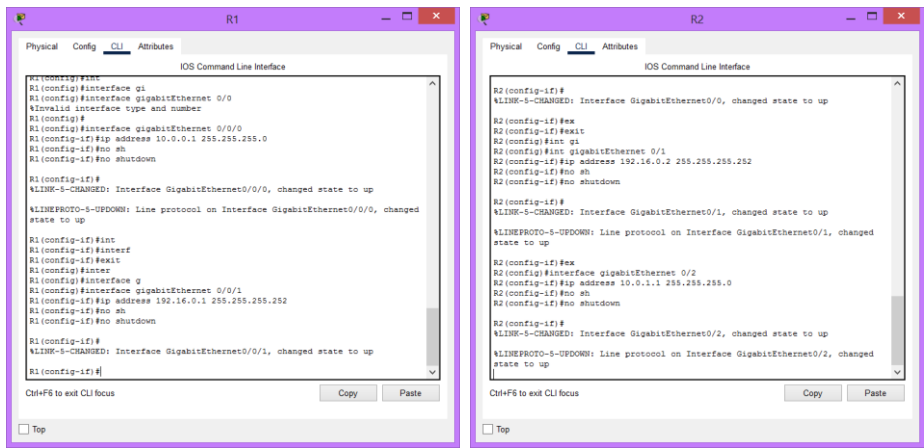 R1
Physical Config CLI Attributes
IOS Command Line Interface
R1(config)#int
R1(config)#interface gi
R1(config)#interface gigabitEthernet 0/0
%Invalid interface type and number
R1(config)#
R1(config)#interface gigabitEthernet 0/0/0
R1(config-if)#ip address 10.0.0.1 255.255.255.0
R1(config-if)#no sh
R1(config-if)#no shutdown
R1(config-if)#
%LINK-5-CHANGED: Interface GigabitEthernet0/0/0, changed state to up
%LINEPROTO-5-UPDOWN: Line protocol on Interface GigabitEthernet0/0/0, changed
state to up
R1(config-if)#int
R1(config-if)#interf
R1(config-if)#exit
R1(config)#inter
R1(config)#interface g
R1(config)#interface gigabitEthernet 0/0/1
R1(config-if)#ip address 192.16.0.1 255.255.255.252
R1(config-if)#no sh
R1(config-if)#no shutdown
R1(config-if)#
%LINK-5-CHANGED: Interface GigabitEthernet0/0/1, changed state to up
R1(config-if)#
Ctrl+F6 to exit CLI focus
Copy
Paste
Top
R2
Physical Config CLI Attributes
IOS Command Line Interface
R2(config-if)#
%LINK-5-CHANGED: Interface GigabitEthernet0/0, changed state to up
R2(config-if)#ex
R2(config-if)#exit
R2(config)#int gi
R2(config)#int gigabitEthernet 0/1
R2(config-if)#ip address 192.16.0.2 255.255.255.252
R2(config-if)#no sh
R2(config-if)#no shutdown
R2(config-if)#
%LINK-5-CHANGED: Interface GigabitEthernet0/1, changed state to up
%LINEPROTO-5-UPDOWN: Line protocol on Interface GigabitEthernet0/1, changed
state to up
R2(config-if)#ex
R2(config)#interface gigabitEthernet 0/2
R2(config-if)#ip address 10.0.1.1 255.255.255.0
R2(config-if)#no sh
R2(config-if)#no shutdown
R2(config-if)#
%LINK-5-CHANGED: Interface GigabitEthernet0/2, changed state to up
%LINEPROTO-5-UPDOWN: Line protocol on Interface GigabitEthernet0/2, changed
state to up
Ctrl+F6 to exit CLI focus
Copy
Paste
Top